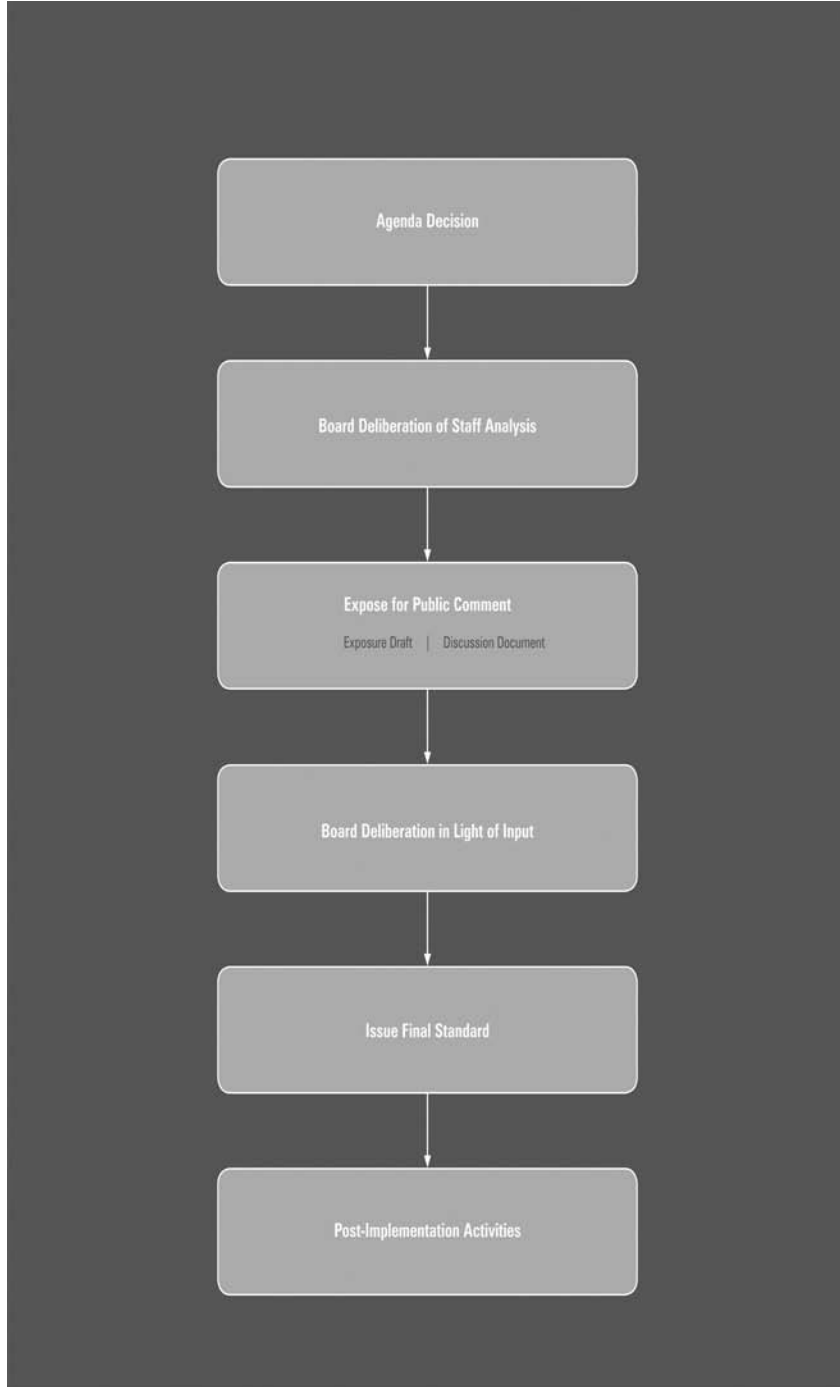 Agenda Decision
Board Deliberation of Staff Analysis
Expose for Public Comment
Exposure Draft | Discussion Document
Board Deliberation in Light of Input
Issue Final Standard
Post-Implementation Activities